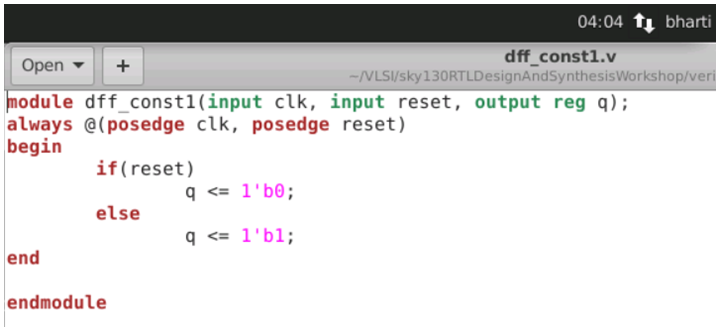 04:04 bharti
Open +
dff_const1.v
~/VLSI/sky130RTLDesignAndSynthesisWorkshop/veri
module dff_const1(input clk, input reset, output reg q);
always @(posedge clk, posedge reset)
begin
        if(reset)
                q <= 1'b0;
        else
                q <= 1'b1;
end

endmodule